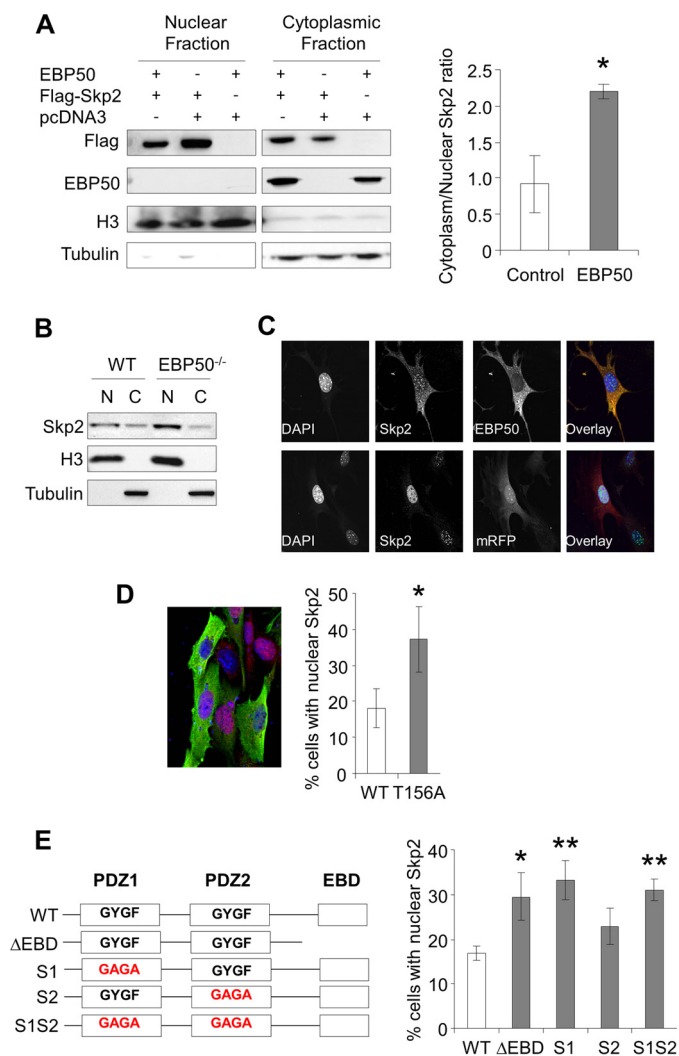 A
Nuclear Fraction
Cytoplasmic Fraction
EBP50 + - + + - +
Flag-Skp2 + + - + + -
pcDNA3 - + + - + +
Flag
EBP50
H3
Tubulin
Cytoplasm/Nuclear Skp2 ratio
*
2.5
2.0
1.5
1.0
0.5
0
Control EBP50
B
WT EBP50-/-
N C N C
Skp2
H3
Tubulin
C
DAPI Skp2 EBP50 Overlay
DAPI Skp2 mRFP Overlay
D
% cells with nuclear Skp2
*
50
40
30
20
10
0
WT T156A
E
PDZ1 PDZ2 EBD
WT GYGF GYGF
ΔEBD GYGF GYGF
S1 GAGA GYGF
S2 GYGF GAGA
S1S2 GAGA GAGA
% cells with nuclear Skp2
* ** **
40
30
20
10
0
WT ΔEBD S1 S2 S1S2